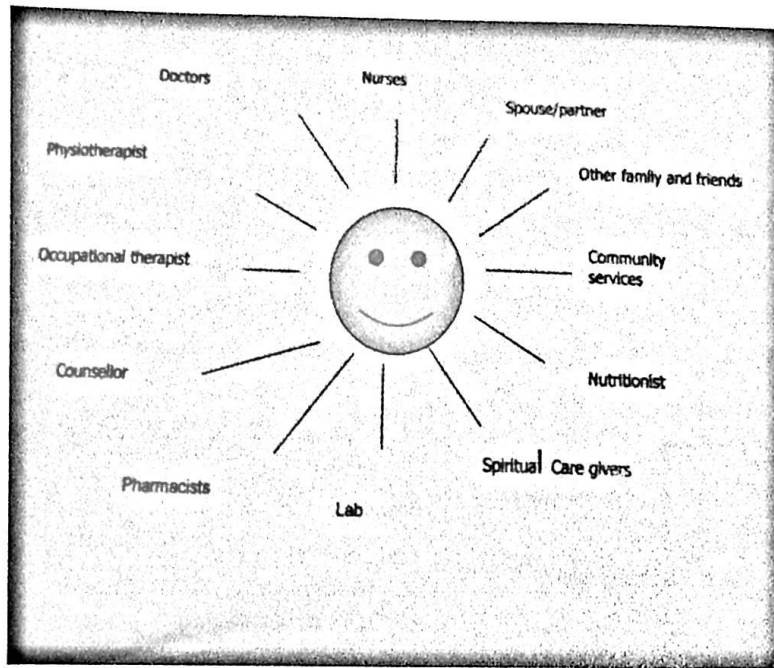 Doctors
Nurses
Spouse/partner
Physiotherapist
Other family and friends
Occupational therapist
Community
services
Counsellor
Nutritionist
Spiritual Care givers
Pharmacists
Lab